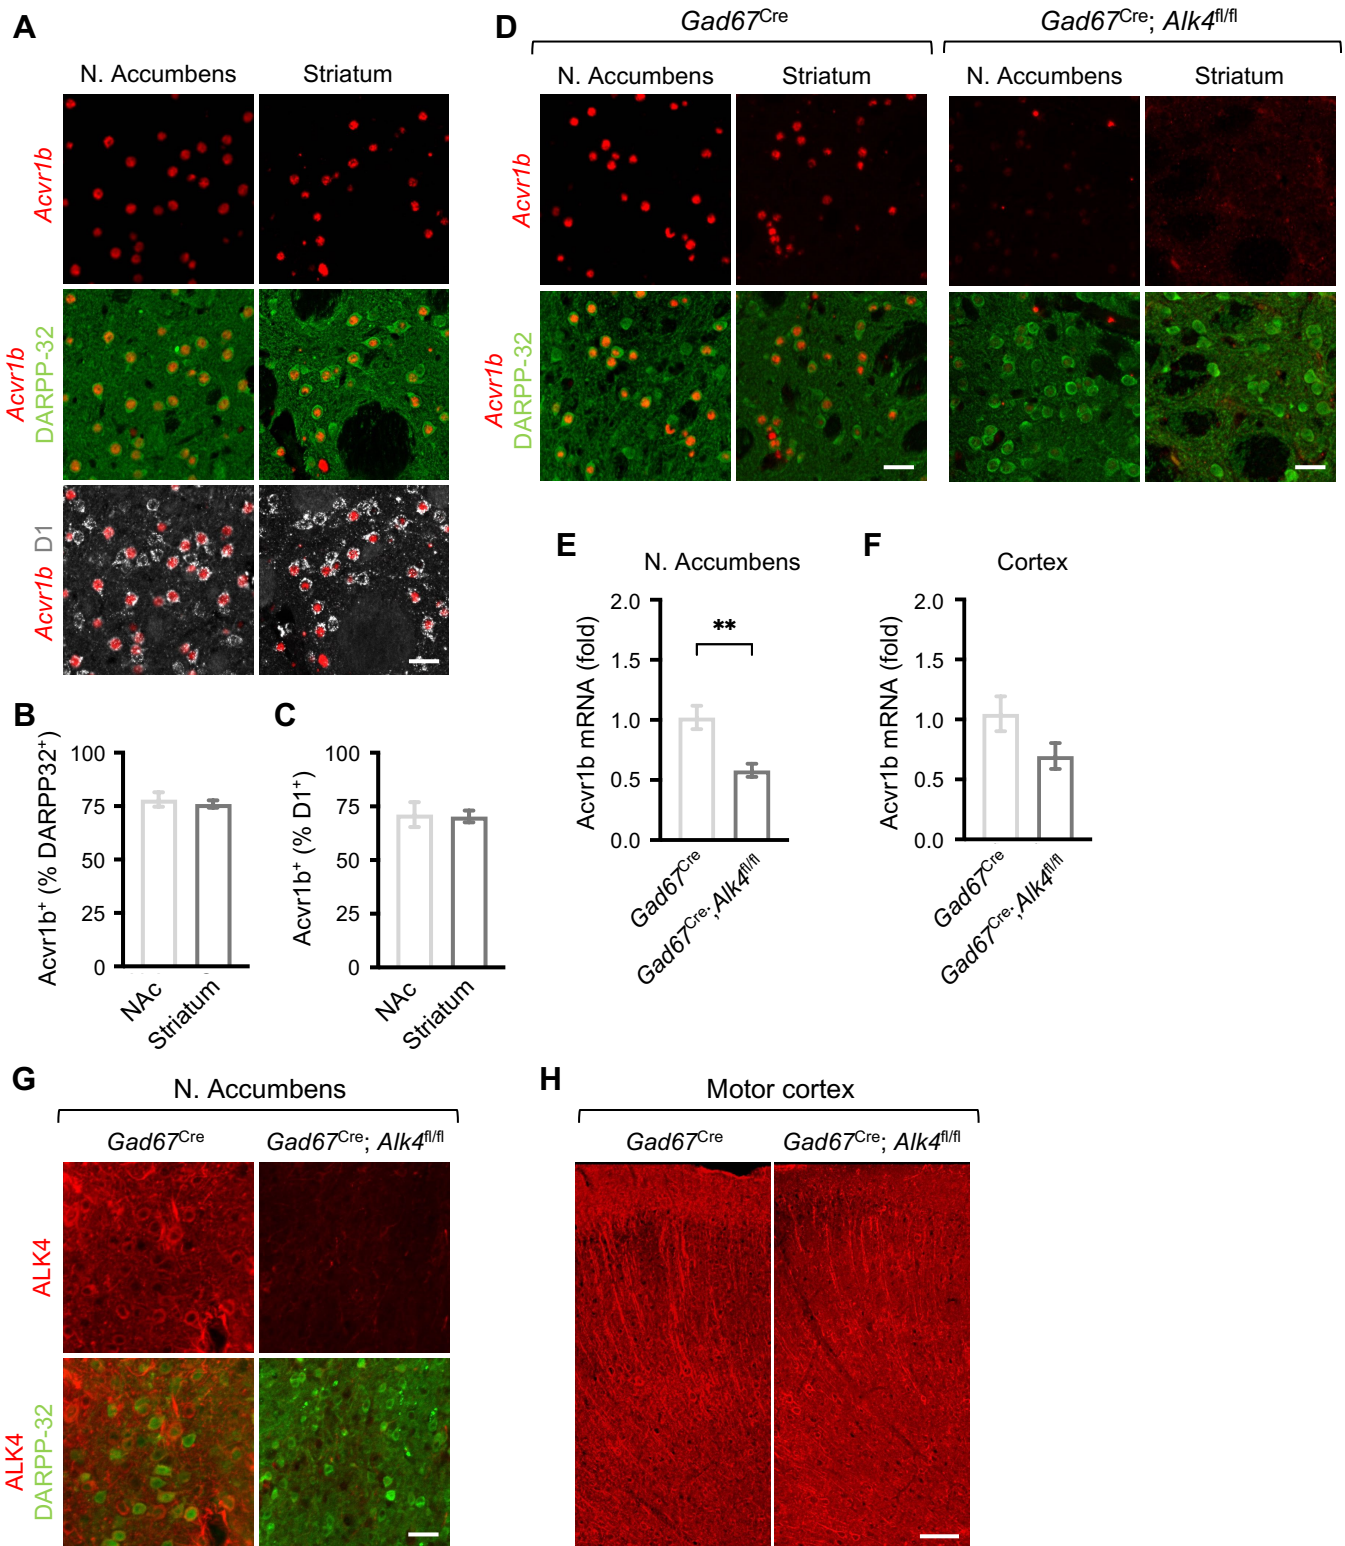 A
N. Accumbens Striatum
Acvr1b
Acvr1b
DARPP-32
Acvr1b D1
B
Acvr1b⁺ (% DARPP32⁺)
100
75
50
25
0
NAc
Striatum
C
Acvr1b⁺ (% D1⁺)
100
75
50
25
0
NAc
Striatum
D
Gad67ᶜʳᵉ
Gad67ᶜʳᵉ; Alk4ᶠˡ/ᶠˡ
N. Accumbens Striatum N. Accumbens Striatum
Acvr1b
Acvr1b
DARPP-32
E
N. Accumbens
Acvr1b mRNA (fold)
2.0
1.5
1.0
0.5
0.0
**
Gad67ᶜʳᵉ
Gad67ᶜʳᵉ;Alk4ᶠˡ/ᶠˡ
F
Cortex
Acvr1b mRNA (fold)
2.0
1.5
1.0
0.5
0.0
Gad67ᶜʳᵉ
Gad67ᶜʳᵉ;Alk4ᶠˡ/ᶠˡ
G
N. Accumbens
Gad67ᶜʳᵉ Gad67ᶜʳᵉ; Alk4ᶠˡ/ᶠˡ
ALK4
ALK4
DARPP-32
H
Motor cortex
Gad67ᶜʳᵉ Gad67ᶜʳᵉ; Alk4ᶠˡ/ᶠˡ